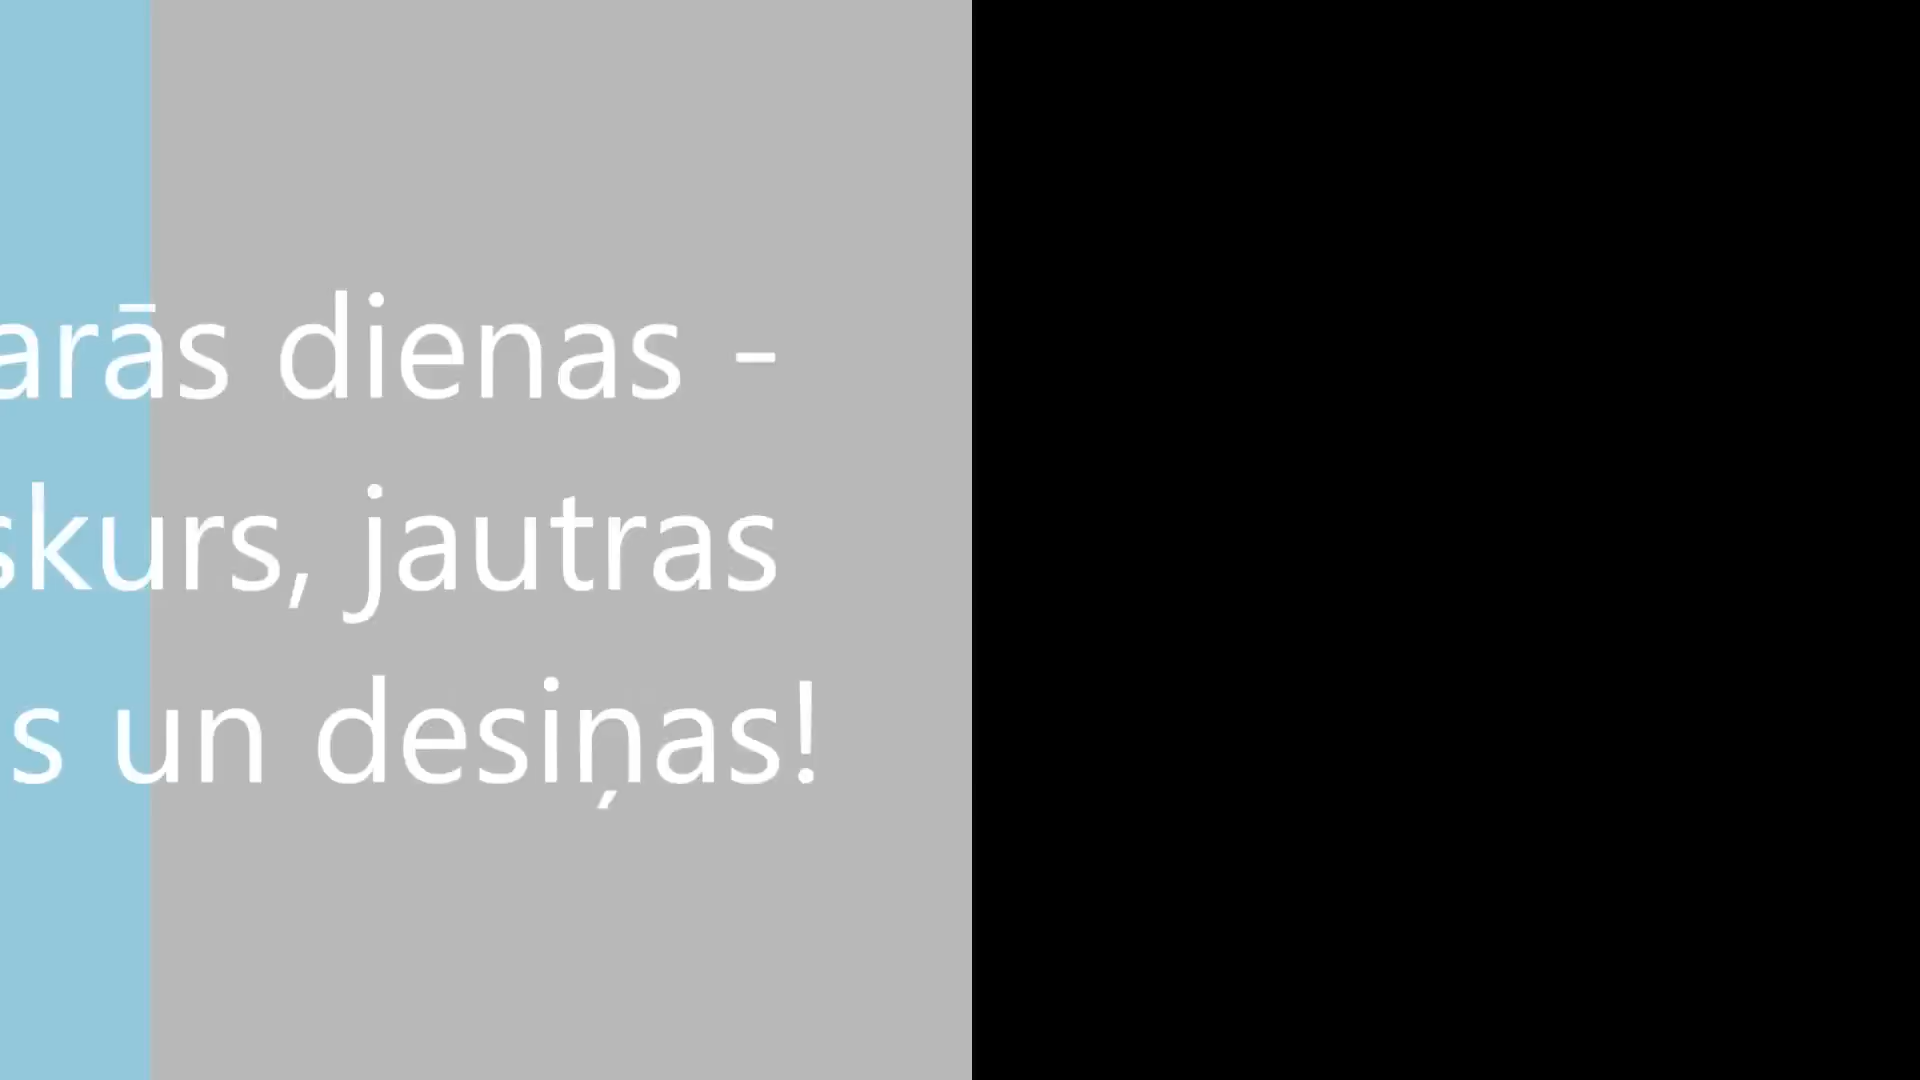 arās dienas -
skurs, jautras
s un desiņas!